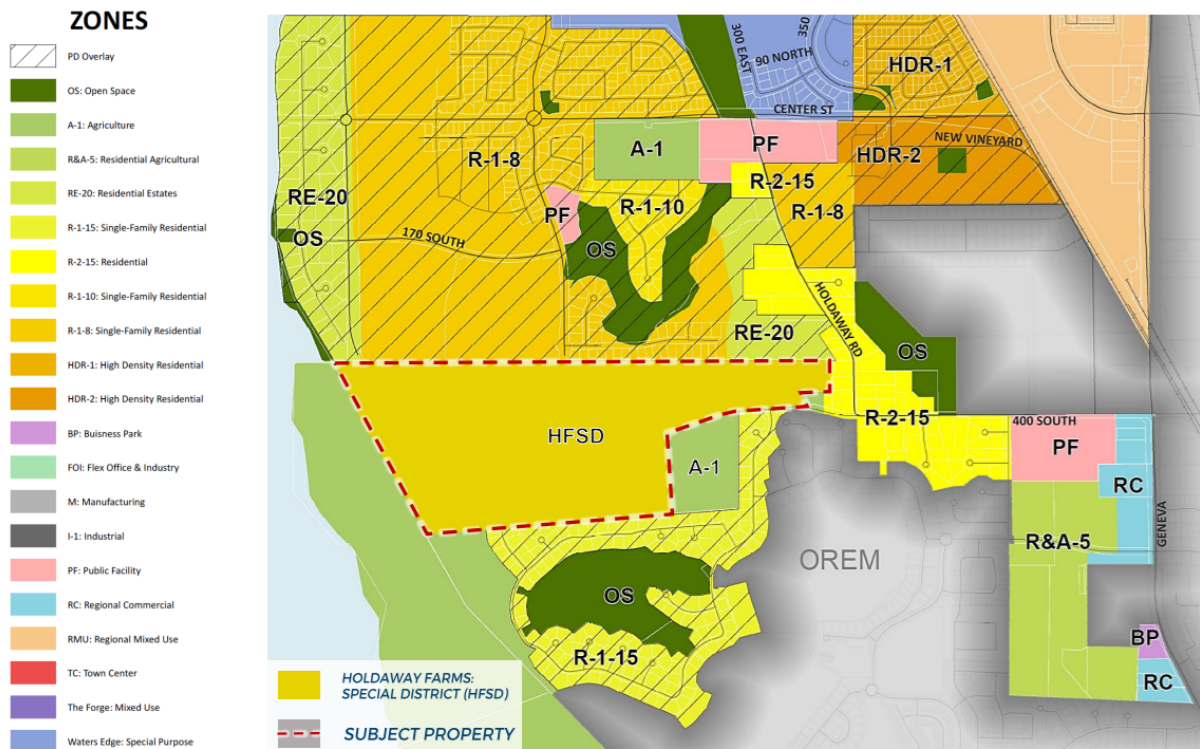 ZONES
PD Overlay
OS: Open Space
A-1: Agriculture
R&A-5: Residential Agricultural
RE-20: Residential Estates
R-1-15: Single-Family Residential
R-2-15: Residential
R-1-10: Single-Family Residential
R-1-8: Single-Family Residential
HDR-1: High Density Residential
HDR-2: High Density Residential
BP: Buisness Park
FOI: Flex Office & Industry
M: Manufacturing
I-1: Industrial
PF: Public Facility
RC: Regional Commercial
RMU: Regional Mixed Use
TC: Town Center
The Forge: Mixed Use
Waters Edge: Special Purpose
300 EAST
350
90 NORTH
HDR-1
CENTER ST
NEW VINEYARD
R-1-8
A-1
PF
HDR-2
RE-20
R-2-15
PF
R-1-10
R-1-8
OS
170 SOUTH
OS
HOLDAWAY RD
RE-20
OS
HFSD
R-2-15
400 SOUTH
A-1
PF
RC
GENEVA
R&A-5
OREM
OS
BP
R-1-15
RC
HOLDAWAY FARMS:
SPECIAL DISTRICT (HFSD)
SUBJECT PROPERTY